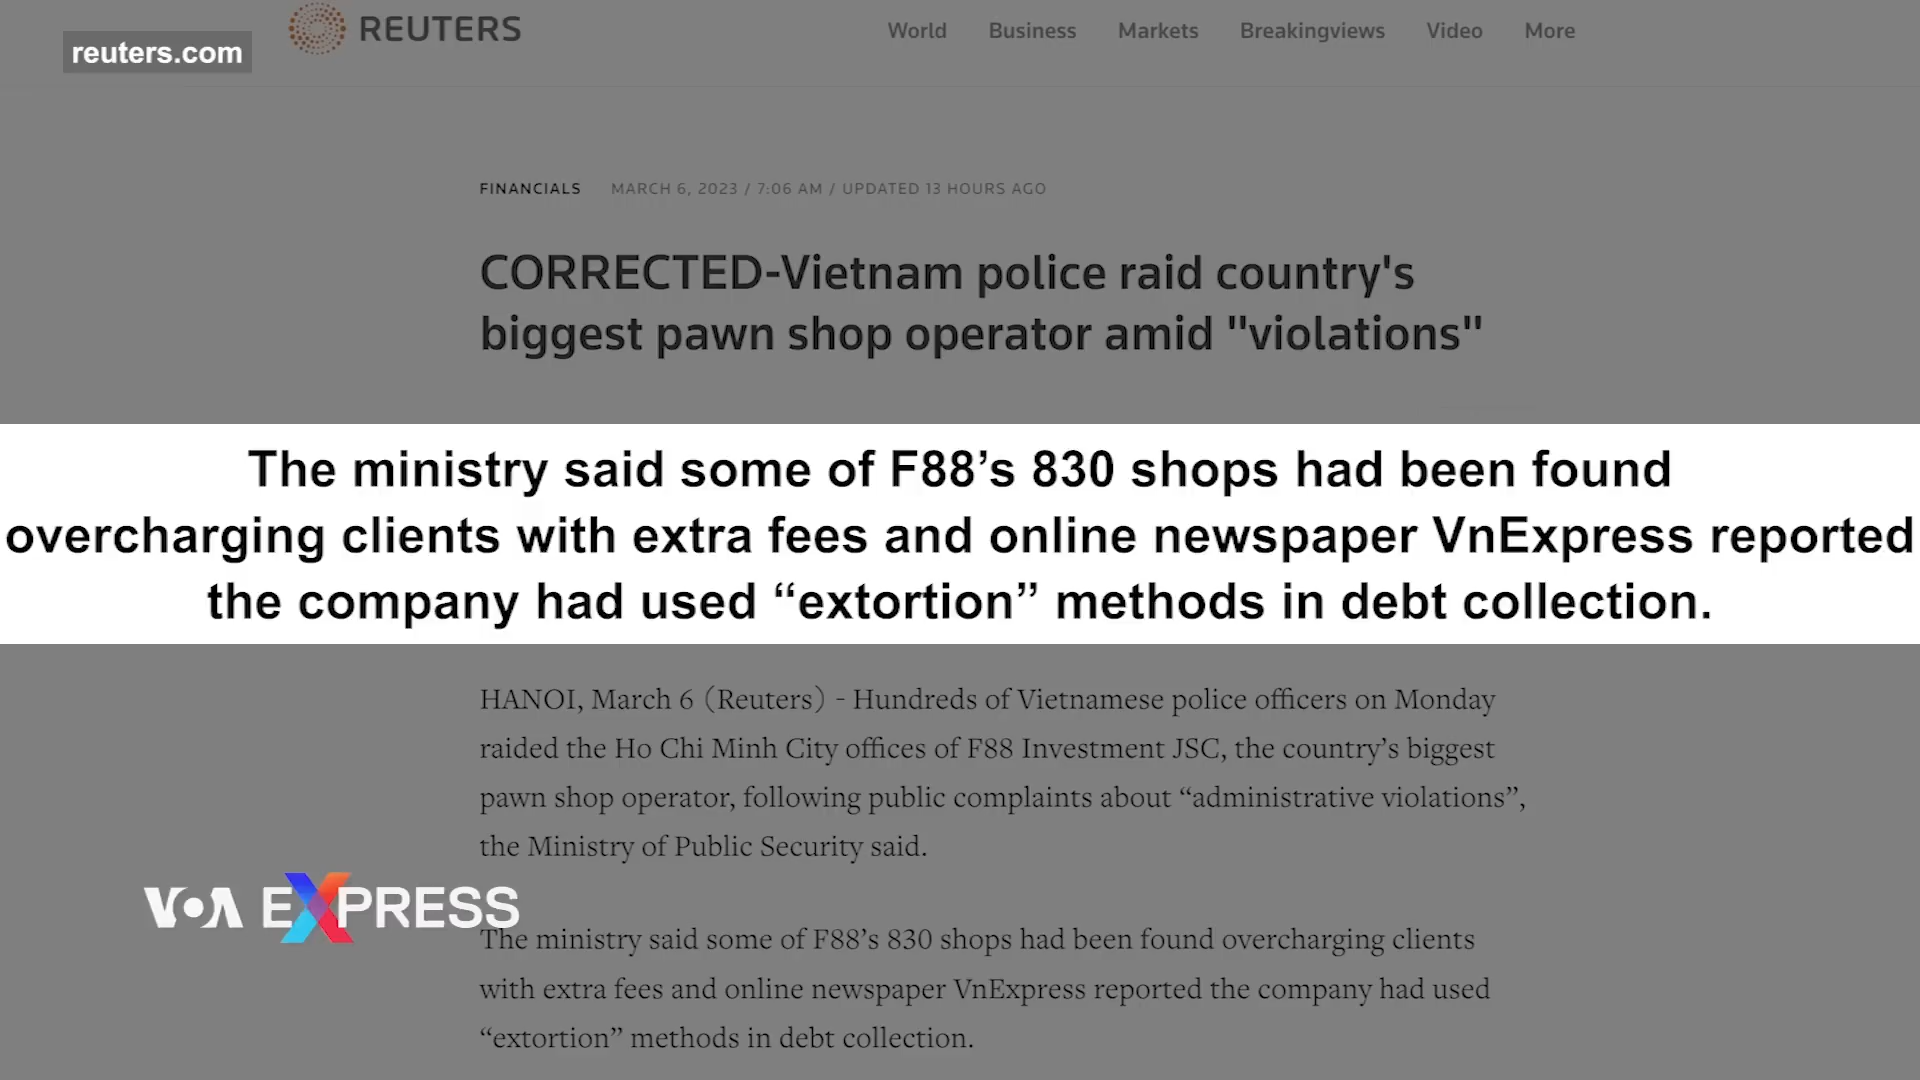 reuters.com
REUTERS
World Business Markets Breakingviews Video More
FINANCIALS MARCH 6, 2023 / 7:06 AM / UPDATED 13 HOURS AGO
CORRECTED-Vietnam police raid country's
biggest pawn shop operator amid "violations"
The ministry said some of F88’s 830 shops had been found
overcharging clients with extra fees and online newspaper VnExpress reported
the company had used “extortion” methods in debt collection.
HANOI, March 6 (Reuters) - Hundreds of Vietnamese police officers on Monday
raided the Ho Chi Minh City offices of F88 Investment JSC, the country’s biggest
pawn shop operator, following public complaints about “administrative violations”,
the Ministry of Public Security said.
VOA EXPRESS
The ministry said some of F88’s 830 shops had been found overcharging clients
with extra fees and online newspaper VnExpress reported the company had used
“extortion” methods in debt collection.